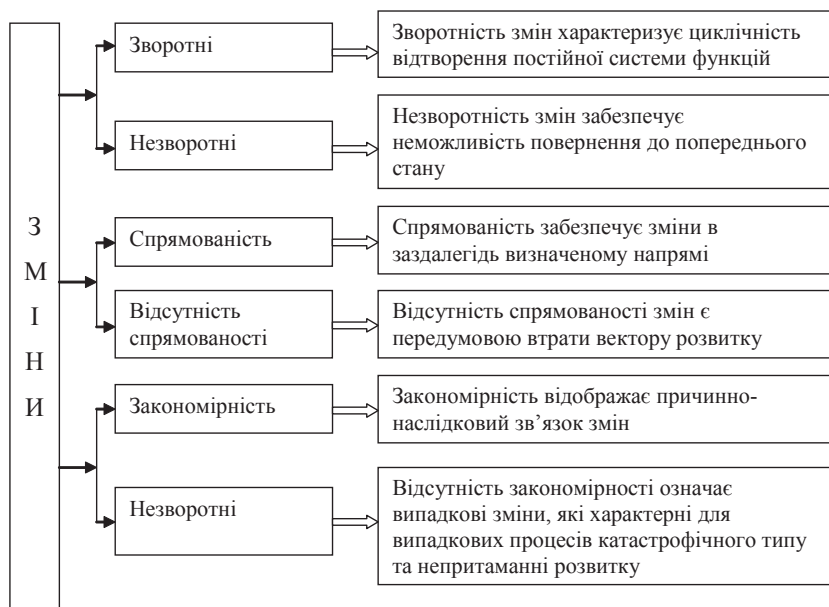 ЗМІНИ
Зворотні
Зворотність змін характеризує циклічність
відтворення постійної системи функцій
Незворотні
Незворотність змін забезпечує
неможливість повернення до попереднього
стану
Спрямованість
Спрямованість забезпечує зміни в
заздалегідь визначеному напрямі
Відсутність
спрямованості
Відсутність спрямованості змін є
передумовою втрати вектору розвитку
Закономірність
Закономірність відображає причинно-
наслідковий зв’язок змін
Незворотні
Відсутність закономірності означає
випадкові зміни, які характерні для
випадкових процесів катастрофічного типу
та непритаманні розвитку